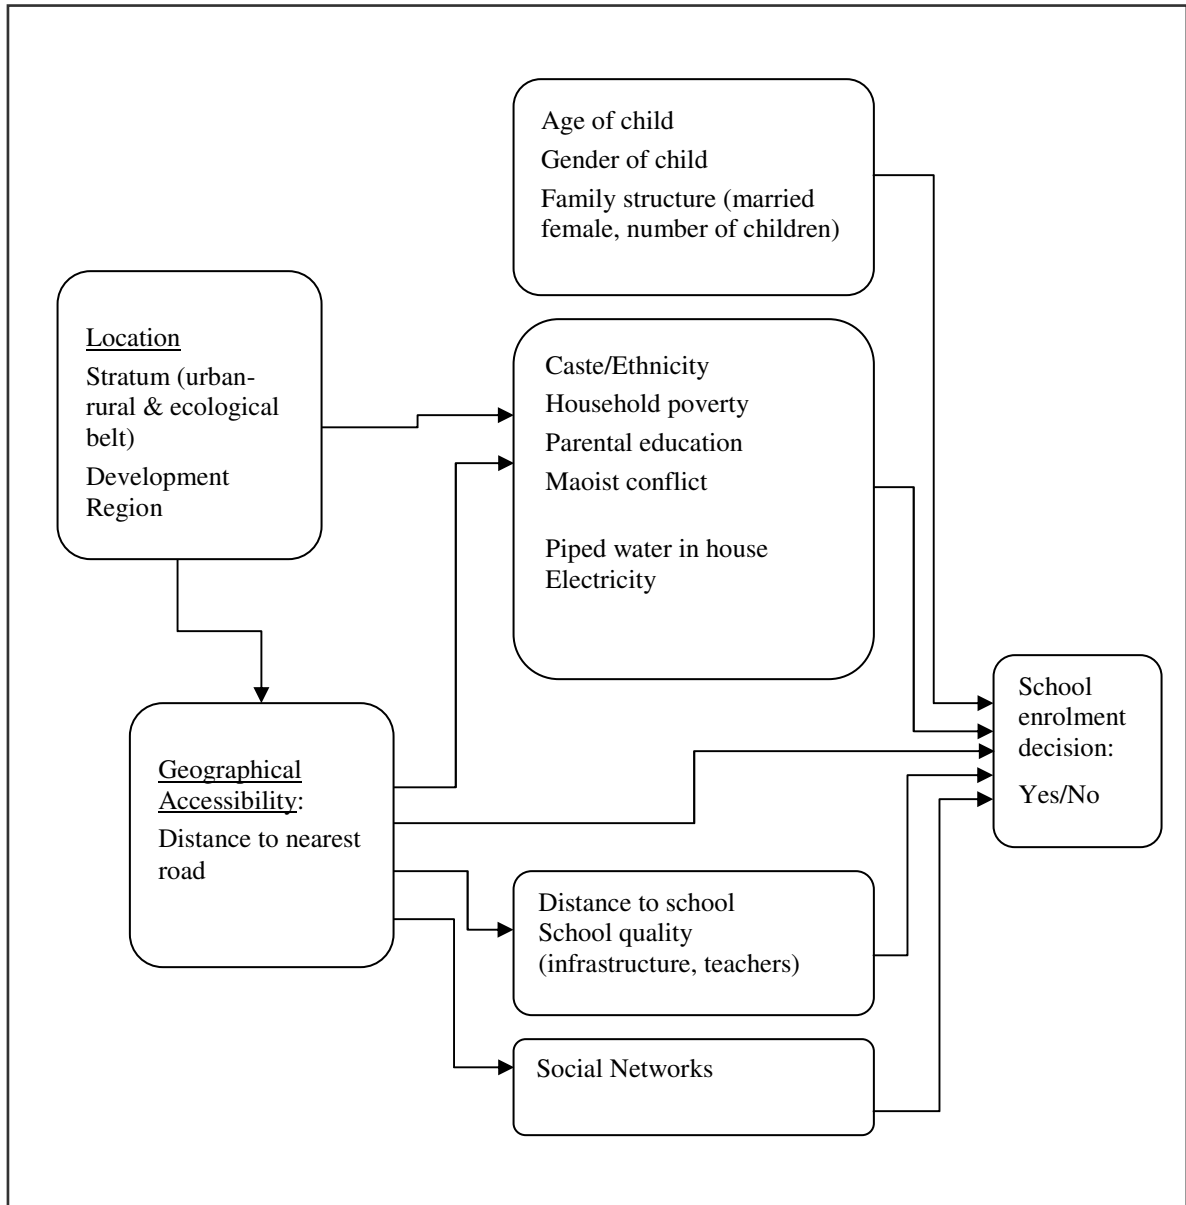 Age of child
Gender of child
Family structure (married
female, number of children)
Location
Stratum (urban-
rural & ecological
belt)
Development
Region
Caste/Ethnicity
Household poverty
Parental education
Maoist conflict
Piped water in house
Electricity
Geographical
Accessibility:
Distance to nearest
road
Distance to school
School quality
(infrastructure, teachers)
Social Networks
School
enrolment
decision:
Yes/No